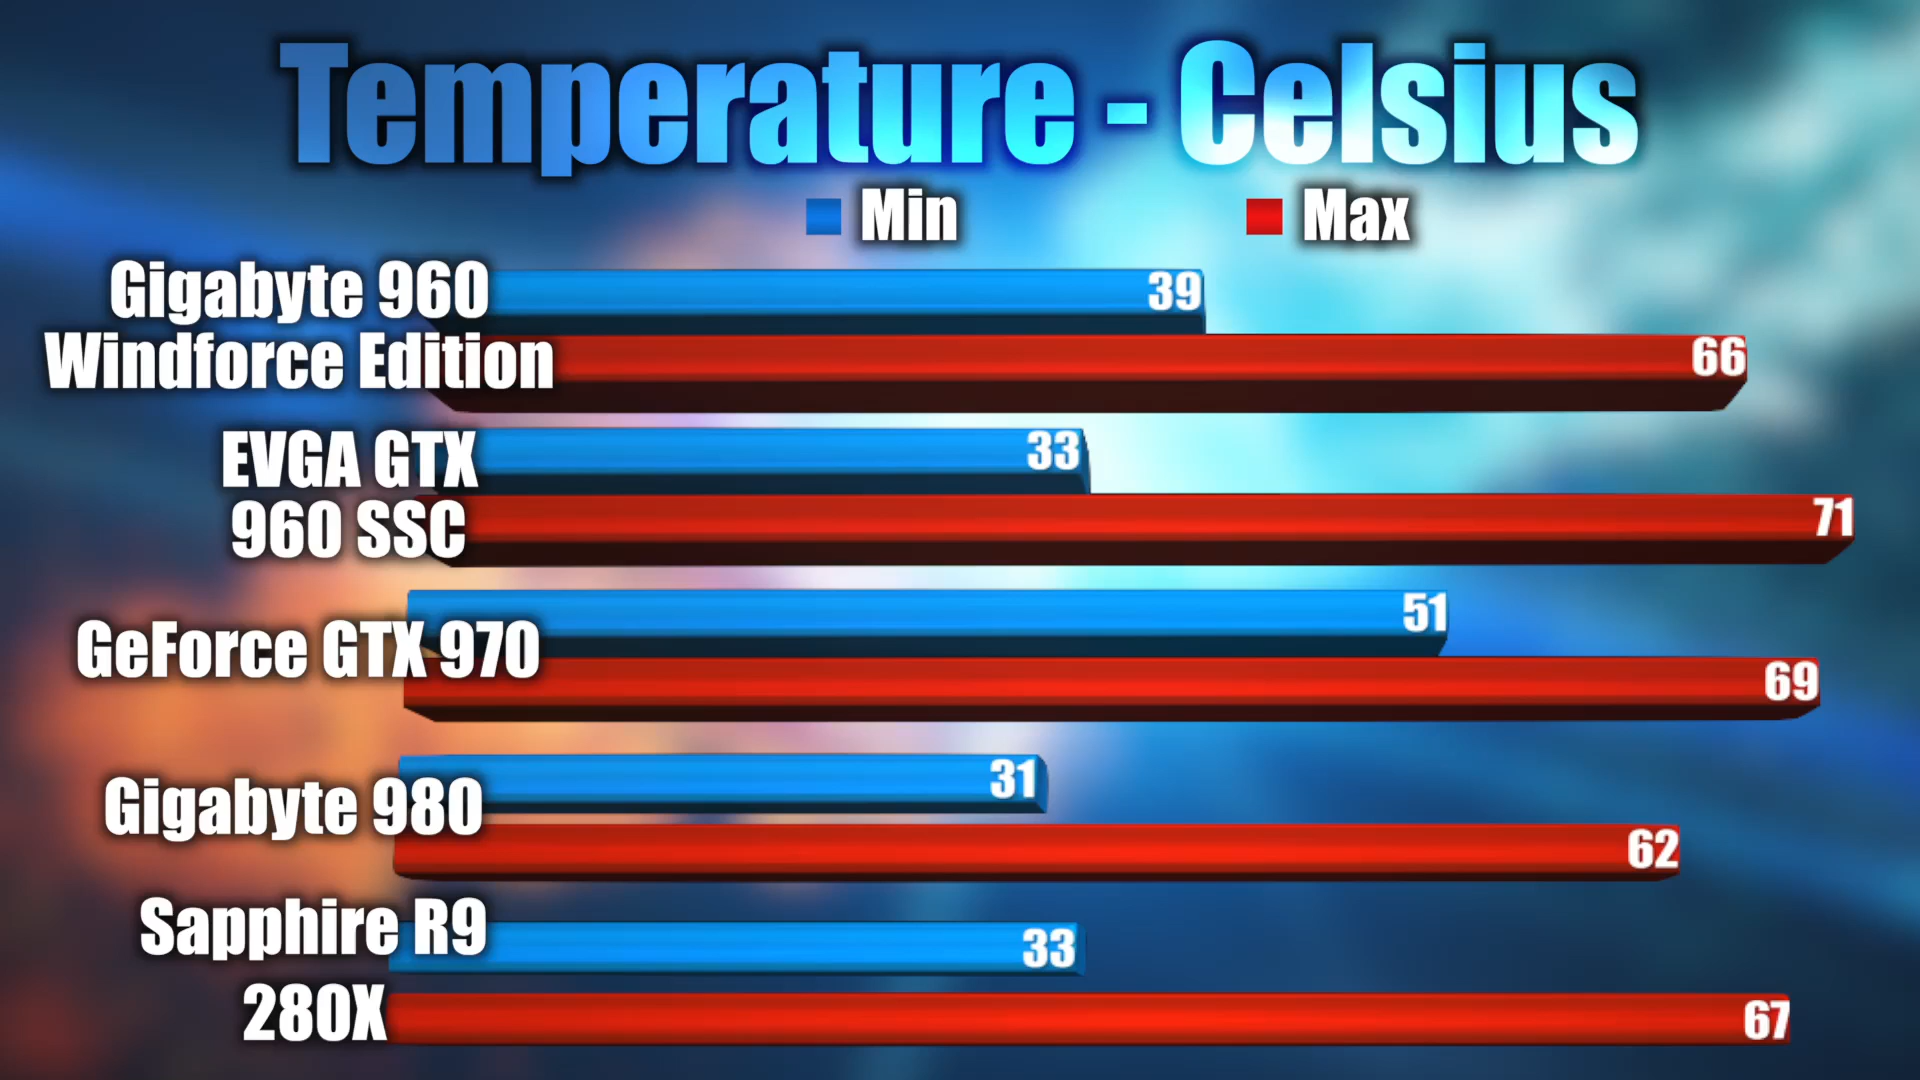 Temperature - Celsius
Min Max
Gigabyte 960
Windforce Edition
39
66
EVGA GTX
960 SSC
33
71
GeForce GTX 970
51
69
Gigabyte 980
31
62
Sapphire R9
280X
33
67